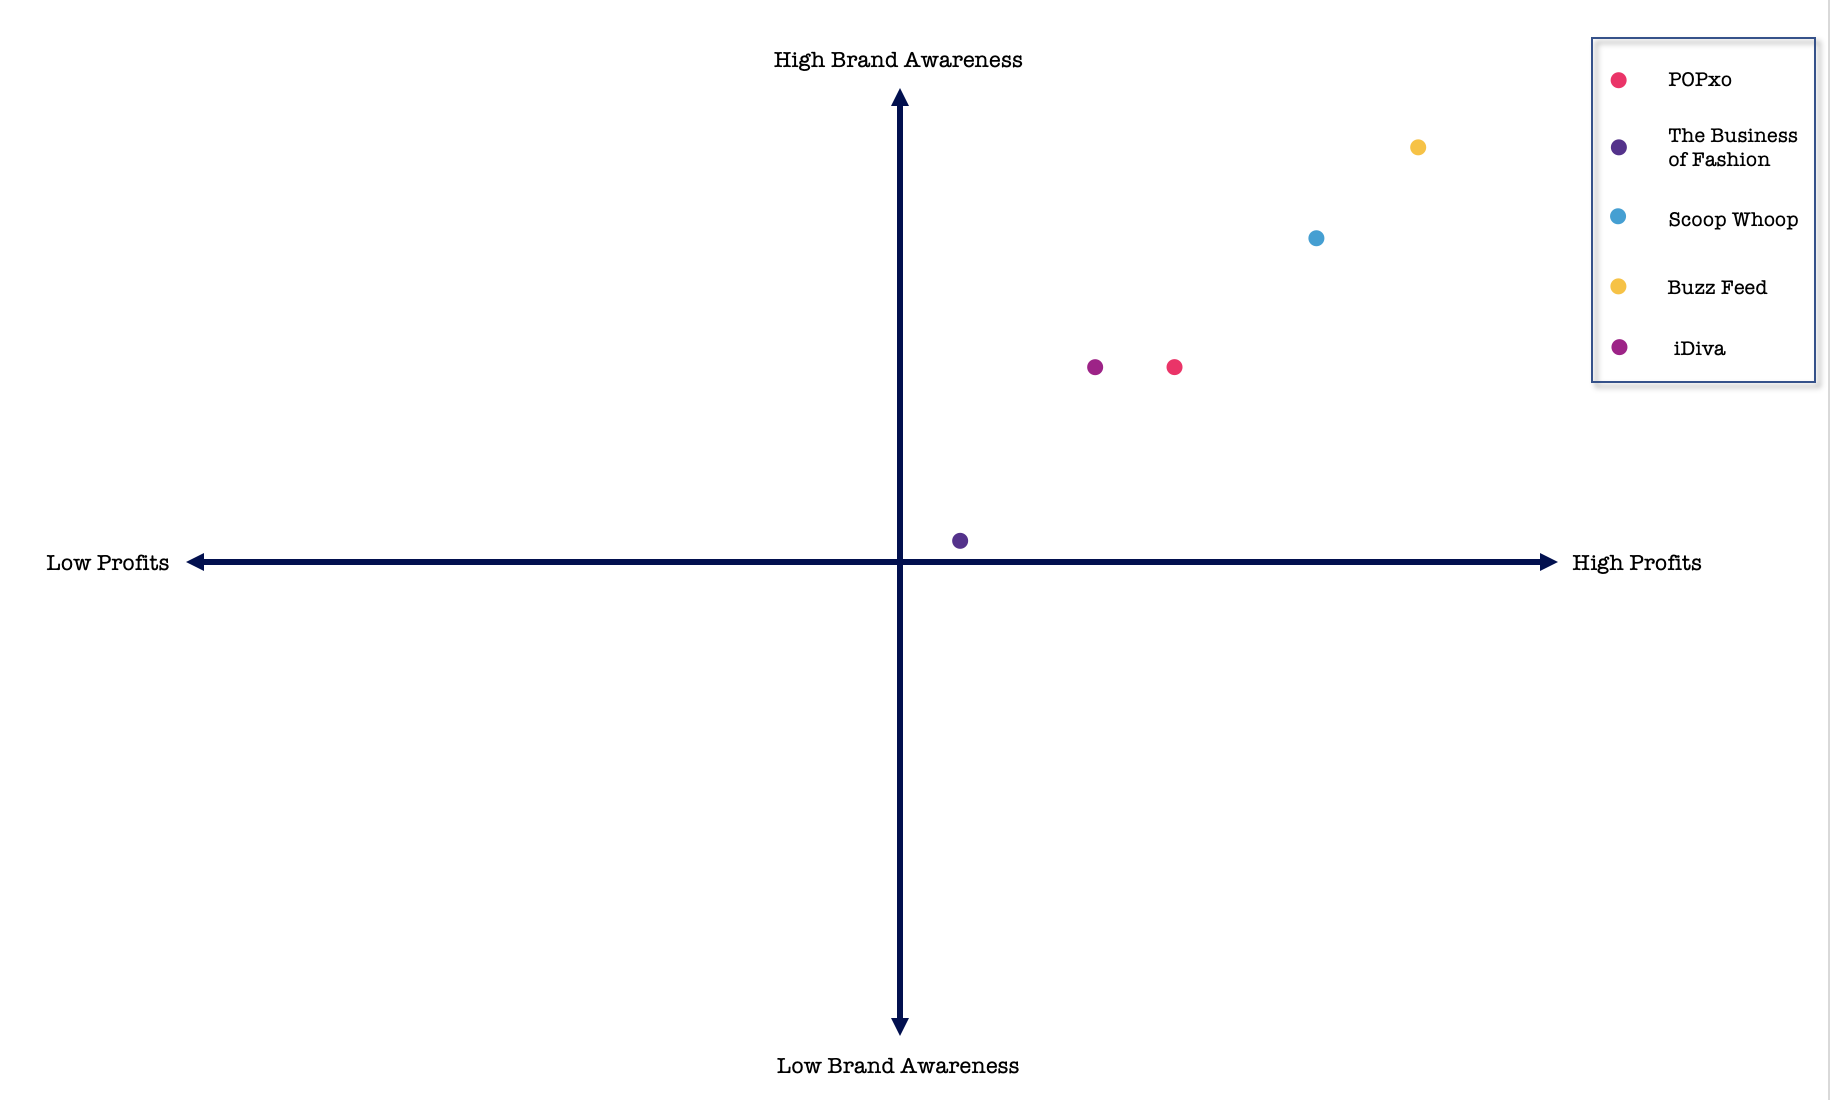 High Brand Awareness
POPxo
The Business
of Fashion
Scoop Whoop
Buzz Feed
iDiva
Low Profits
High Profits
Low Brand Awareness